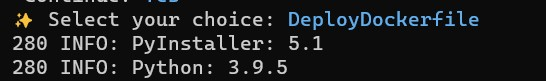 ✨ Select your choice: DeployDockerfile
280 INFO: PyInstaller: 5.1
280 INFO: Python: 3.9.5